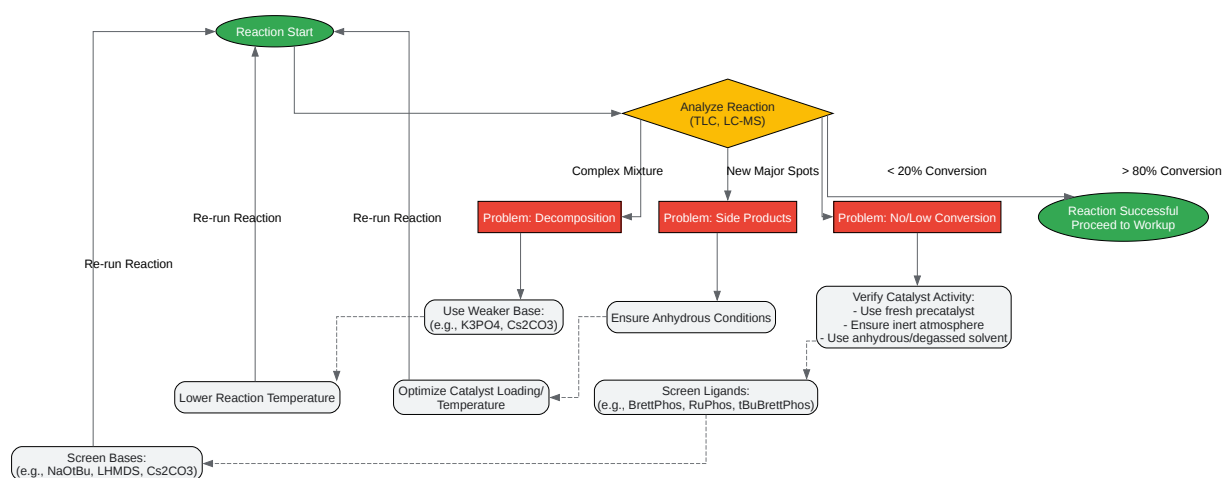 Reaction Start
Analyze Reaction
(TLC, LC-MS)
Complex Mixture
New Major Spots
< 20% Conversion
> 80% Conversion
Re-run Reaction
Re-run Reaction
Problem: Decomposition
Problem: Side Products
Problem: No/Low Conversion
Reaction Successful
Proceed to Workup
Re-run Reaction
Use Weaker Base:
(e.g., K3PO4, Cs2CO3)
Ensure Anhydrous Conditions
Verify Catalyst Activity:
- Use fresh precatalyst
- Ensure inert atmosphere
- Use anhydrous/degassed solvent
Lower Reaction Temperature
Optimize Catalyst Loading/
Temperature
Screen Ligands:
(e.g., BrettPhos, RuPhos, tBuBrettPhos)
Screen Bases:
(e.g., NaOtBu, LHMDS, Cs2CO3)